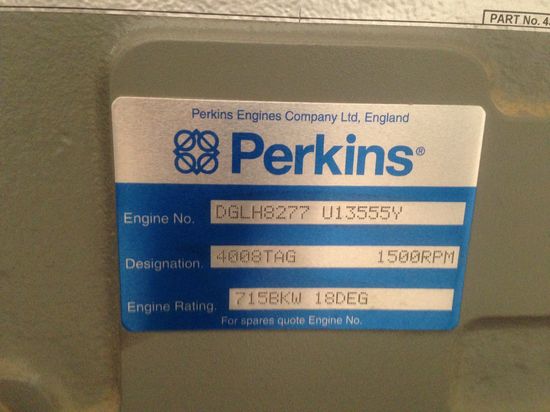 PART No. 4
Perkins Engines Company Ltd, England
Perkins®
Engine No. DGLH8277 U13555Y
Designation. 4008TAG 1500RPM
Engine Rating. 715BKW 18DEG
For spares quote Engine No.